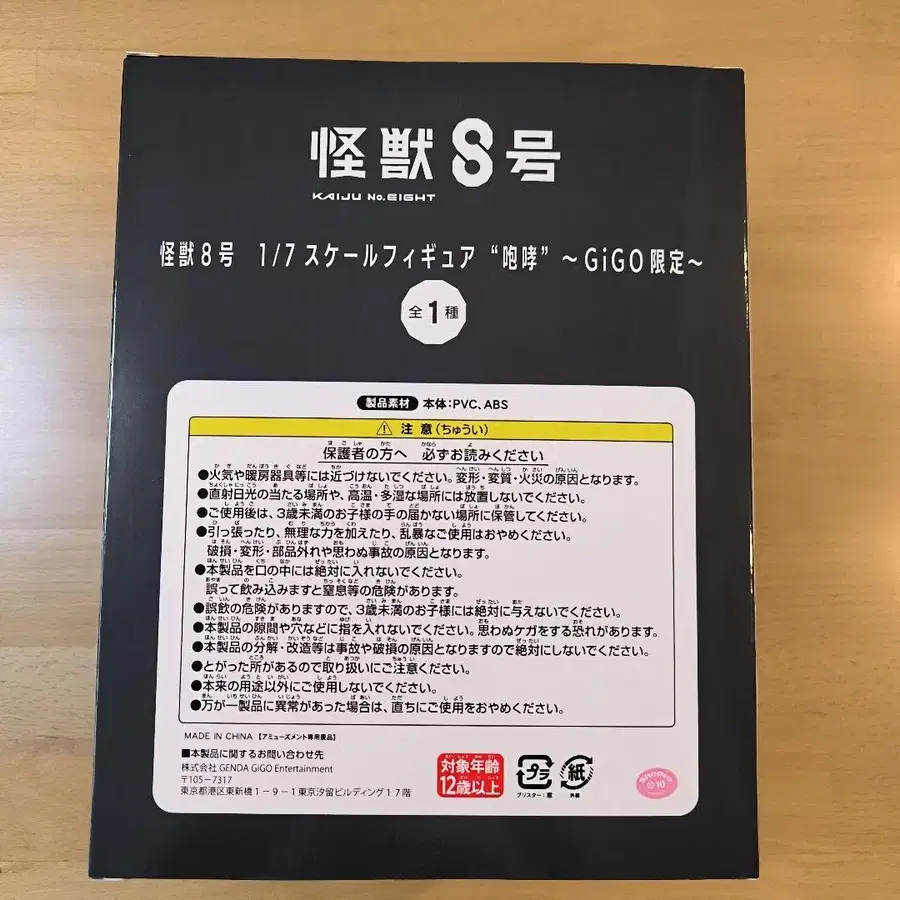 怪獣8号
KAIJU No.EIGHT
怪獣8号 1/7スケールフィギュア“咆哮”～GiGO限定～
全1種
製品素材 本体：PVC、ABS
⚠ 注意（ちゅうい）
保護者の方へ 必ずお読みください
●火気や暖房器具等には近づけないでください。変形・変質・火災の原因となります。
●直射日光の当たる場所や、高温・多湿な場所には放置しないでください。
●ご使用後は、3歳未満のお子様の手の届かない場所に保管してください。
●引っ張ったり、無理な力を加えたり、乱暴なご使用はおやめください。
破損・変形・部品外れや思わぬ事故の原因となります。
●本製品を口の中には絶対に入れないでください。
誤って飲み込みますと窒息等の危険があります。
●誤飲の危険がありますので、3歳未満のお子様には絶対に与えないでください。
●本製品の隙間や穴などに指を入れないでください。思わぬケガをする恐れがあります。
●本製品の分解・改造等は事故や破損の原因となりますので絶対にしないでください。
●とがった所があるので取り扱いにご注意ください。
●本来の用途以外にご使用しないでください。
●万が一製品に異常があった場合は、直ちにご使用をおやめください。
MADE IN CHINA 【アミューズメント専用景品】
■本製品に関するお問い合わせ先
株式会社 GENDA GiGO Entertainment
〒105-7317
東京都港区東新橋1-9-1東京汐留ビルディング17階
対象年齢
12歳以上
プラ
ブリスター：窓
紙
外箱
ShoPro